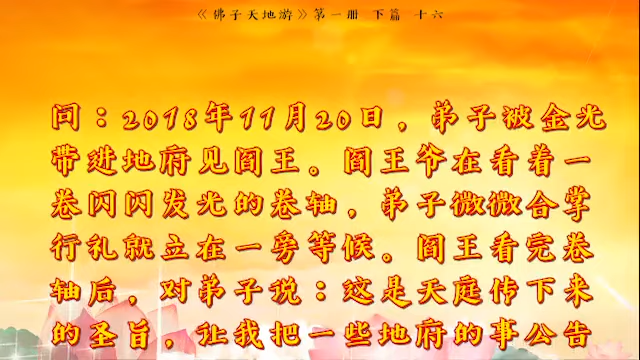 《佛子天地游》第一册 下篇 十六
问：2018年11月20日，弟子被金光
带进地府见阎王。阎王爷在看着一
卷闪闪发光的卷轴，弟子微微合掌
行礼就立在一旁等候。阎王看完卷
轴后，对弟子说：这是天庭传下来
的圣旨，让我把一些地府的事公告